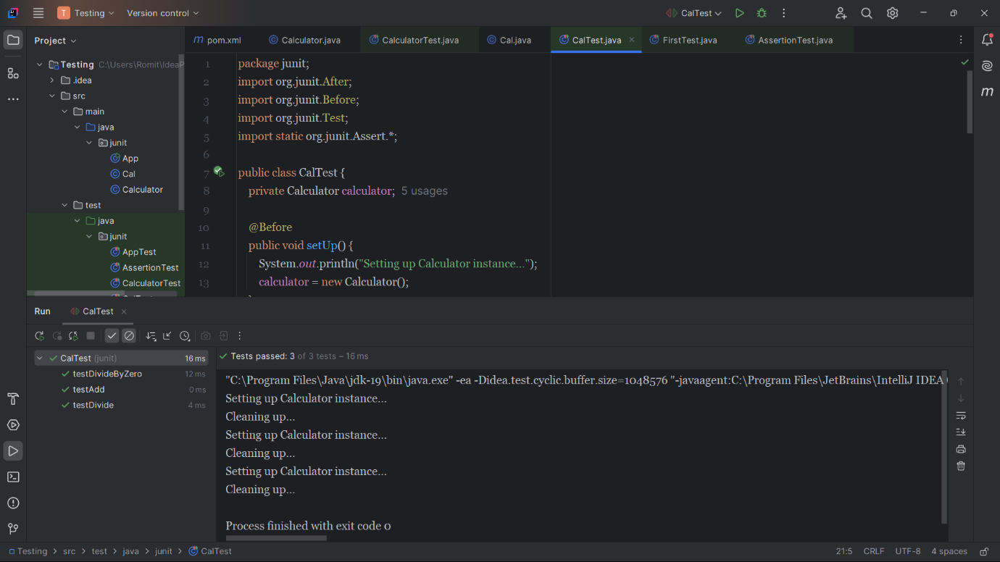 T Testing Version control CalTest
Project
pom.xml Calculator.java CalculatorTest.java Cal.java CalTest.java FirstTest.java AssertionTest.java
Testing C:\Users\Romit\IdeaP
.idea
src
main
java
junit
App
Cal
Calculator
test
java
junit
AppTest
AssertionTest
CalculatorTest
1 package junit;
2 import org.junit.After;
3 import org.junit.Before;
4 import org.junit.Test;
5 import static org.junit.Assert.*;
6
7 public class CalTest {
8 private Calculator calculator; 5 usages
9
10 @Before
11 public void setUp() {
12 System.out.println("Setting up Calculator instance...");
13 calculator = new Calculator();
Run CalTest
CalTest (junit) 16 ms
testDivideByZero 12 ms
testAdd 0 ms
testDivide 4 ms
Tests passed: 3 of 3 tests – 16 ms
"C:\Program Files\Java\jdk-19\bin\java.exe" -ea -Didea.test.cyclic.buffer.size=1048576 "-javaagent:C:\Program Files\JetBrains\IntelliJ IDEA
Setting up Calculator instance...
Cleaning up...
Setting up Calculator instance...
Cleaning up...
Setting up Calculator instance...
Cleaning up...
Process finished with exit code 0
Testing > src > test > java > junit > CalTest 21:5 CRLF UTF-8 4 spaces